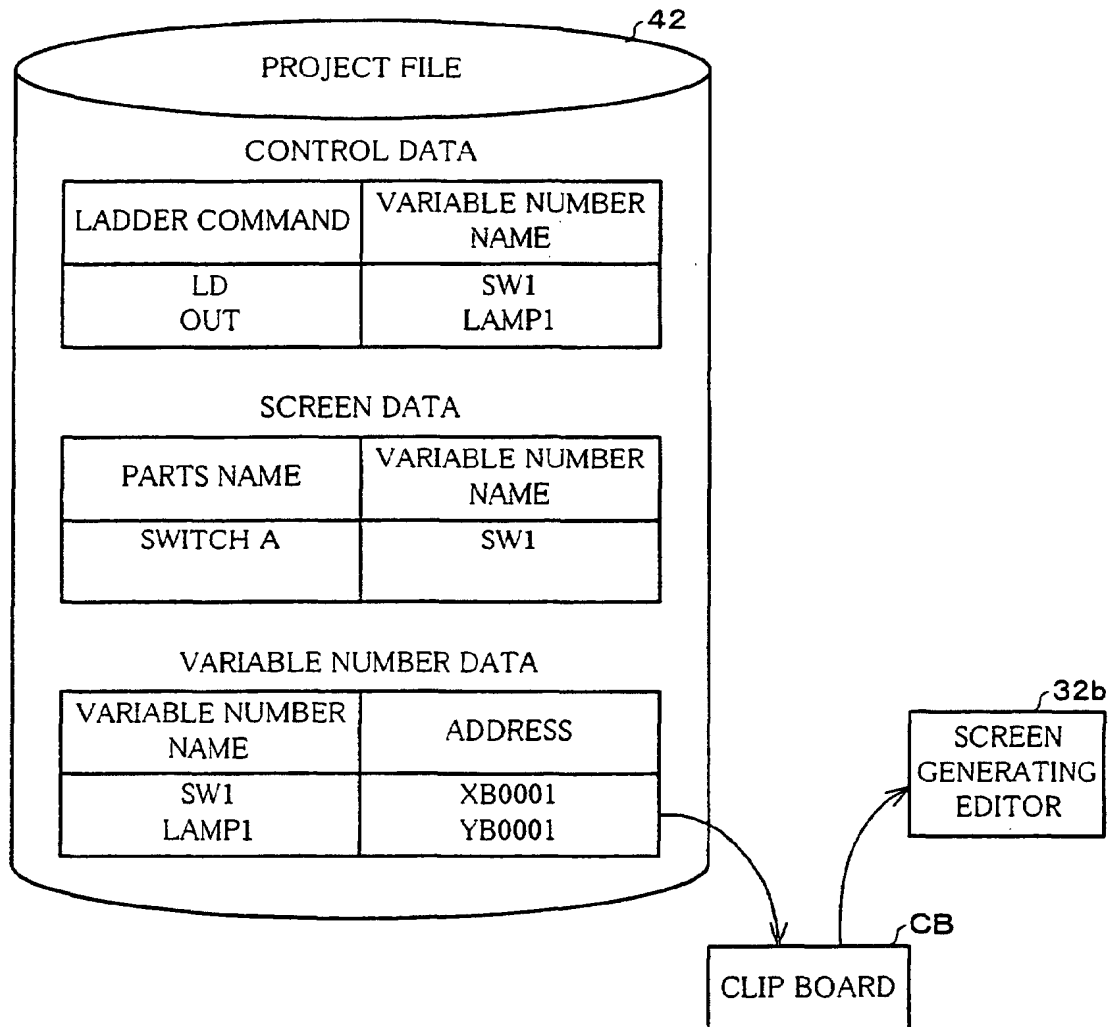 42
PROJECT FILE
CONTROL DATA
LADDER COMMAND
VARIABLE NUMBER
NAME
LD SW1
OUT LAMP1
SCREEN DATA
PARTS NAME
VARIABLE NUMBER
NAME
SWITCH A SW1
VARIABLE NUMBER DATA
VARIABLE NUMBER
NAME
ADDRESS
SW1 XB0001
LAMP1 YB0001
32b
SCREEN
GENERATING
EDITOR
CB
CLIP BOARD